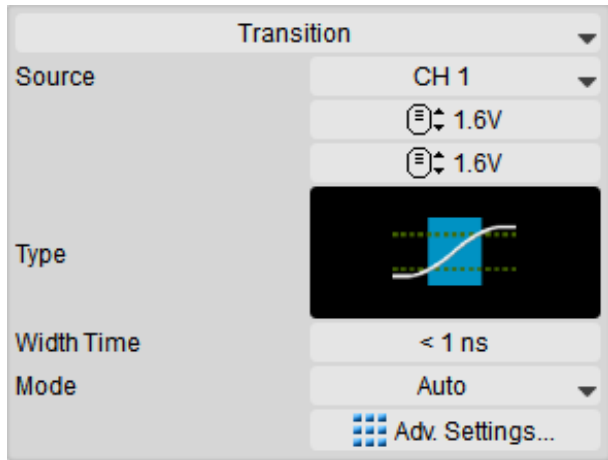 Transition
Source CH 1
1.6V
1.6V
Type
Width Time < 1 ns
Mode Auto
Adv. Settings...